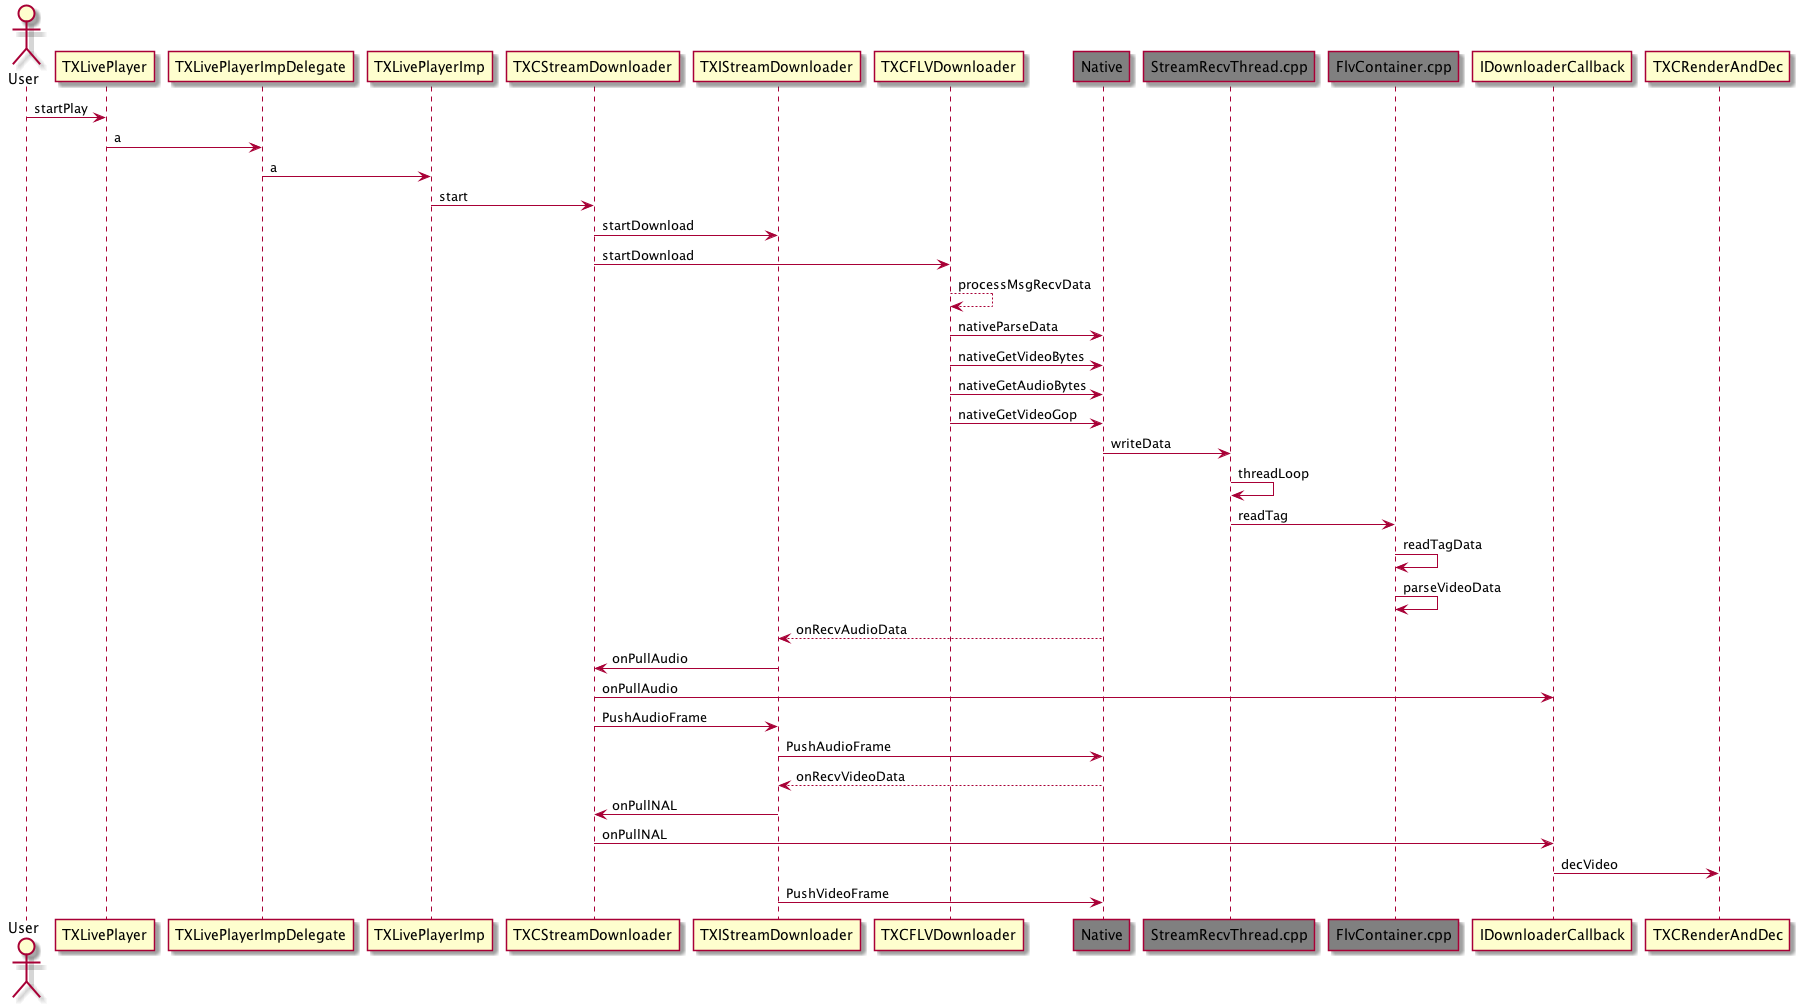 User
TXLivePlayer
TXLivePlayerImpDelegate
TXLivePlayerImp
TXCStreamDownloader
TXIStreamDownloader
TXCFLVDownloader
Native
StreamRecvThread.cpp
FlvContainer.cpp
IDownloaderCallback
TXCRenderAndDec
startPlay
a
a
start
startDownload
startDownload
processMsgRecvData
nativeParseData
nativeGetVideoBytes
nativeGetAudioBytes
nativeGetVideoGop
writeData
threadLoop
readTag
readTagData
parseVideoData
onRecvAudioData
onPullAudio
onPullAudio
PushAudioFrame
PushAudioFrame
onRecvVideoData
onPullNAL
onPullNAL
decVideo
PushVideoFrame
User
TXLivePlayer
TXLivePlayerImpDelegate
TXLivePlayerImp
TXCStreamDownloader
TXIStreamDownloader
TXCFLVDownloader
Native
StreamRecvThread.cpp
FlvContainer.cpp
IDownloaderCallback
TXCRenderAndDec